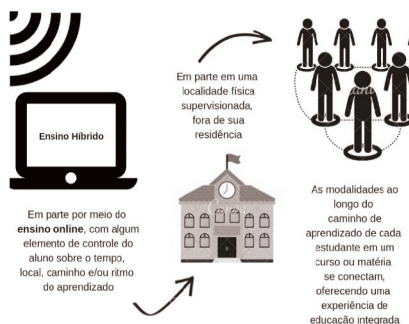 Ensino Híbrido
Em parte por meio do
ensino online, com algum
elemento de controle do
aluno sobre o tempo,
local, caminho e/ou ritmo
do aprendizado
Em parte em uma
localidade física
supervisionada,
fora de sua
residência
As modalidades ao
longo do
caminho de
aprendizado de cada
estudante em um
curso ou matéria
se conectam,
oferecendo uma
experiência de
educação integrada